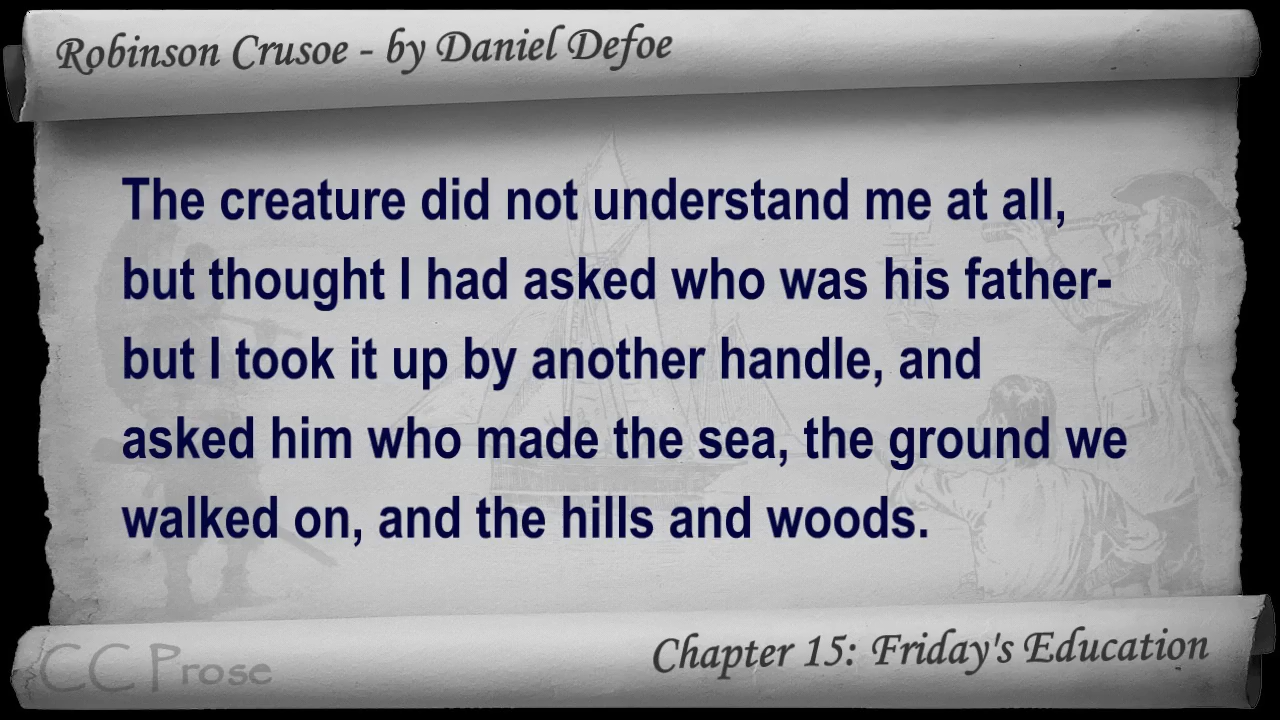 Robinson Crusoe - by Daniel Defoe
The creature did not understand me at all,
but thought I had asked who was his father-
but I took it up by another handle, and
asked him who made the sea, the ground we
walked on, and the hills and woods.
CC Prose
Chapter 15: Friday's Education